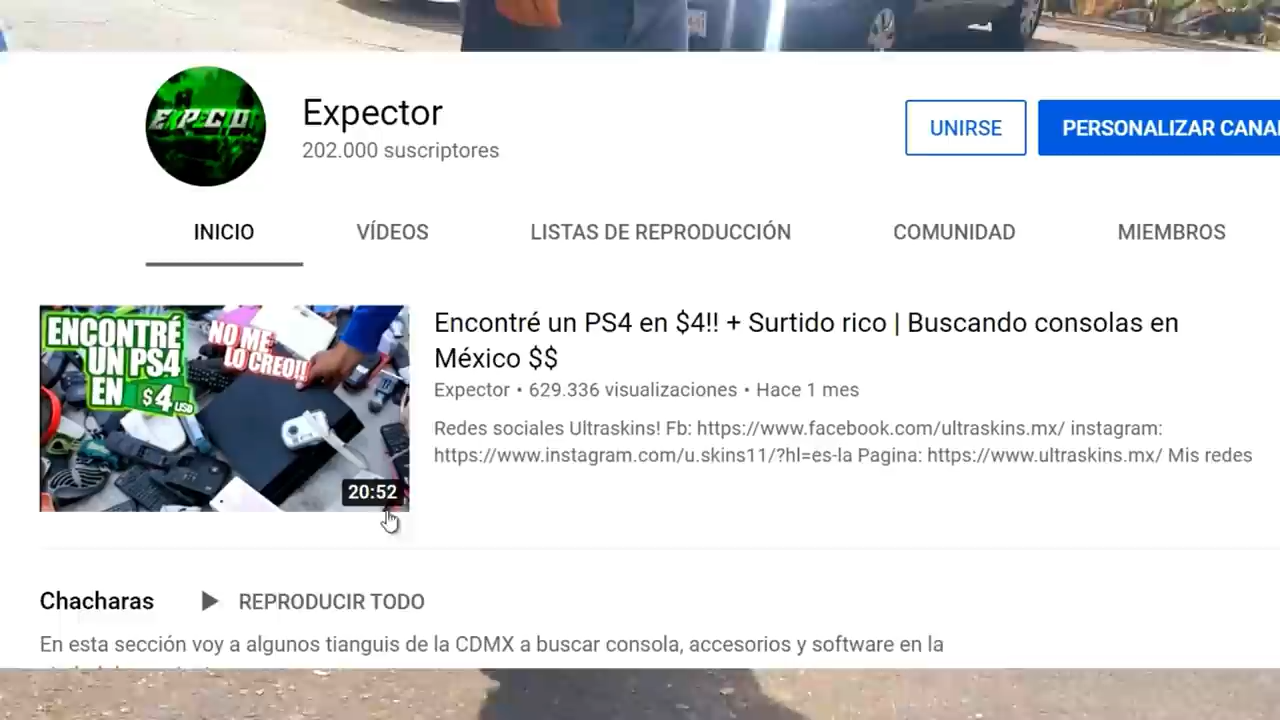 EXPECTOR
Expector
202.000 suscriptores
UNIRSE
PERSONALIZAR CANAL
INICIO
VÍDEOS
LISTAS DE REPRODUCCIÓN
COMUNIDAD
MIEMBROS
ENCONTRÉ
UN PS4
EN $4 USD
NO ME
LO CREO!!
20:52
Encontré un PS4 en $4!! + Surtido rico | Buscando consolas en
México $$
Expector • 629.336 visualizaciones • Hace 1 mes
Redes sociales Ultraskins! Fb: https://www.facebook.com/ultraskins.mx/ instagram:
https://www.instagram.com/u.skins11/?hl=es-la Pagina: https://www.ultraskins.mx/ Mis redes
Chacharas
REPRODUCIR TODO
En esta sección voy a algunos tianguis de la CDMX a buscar consola, accesorios y software en la